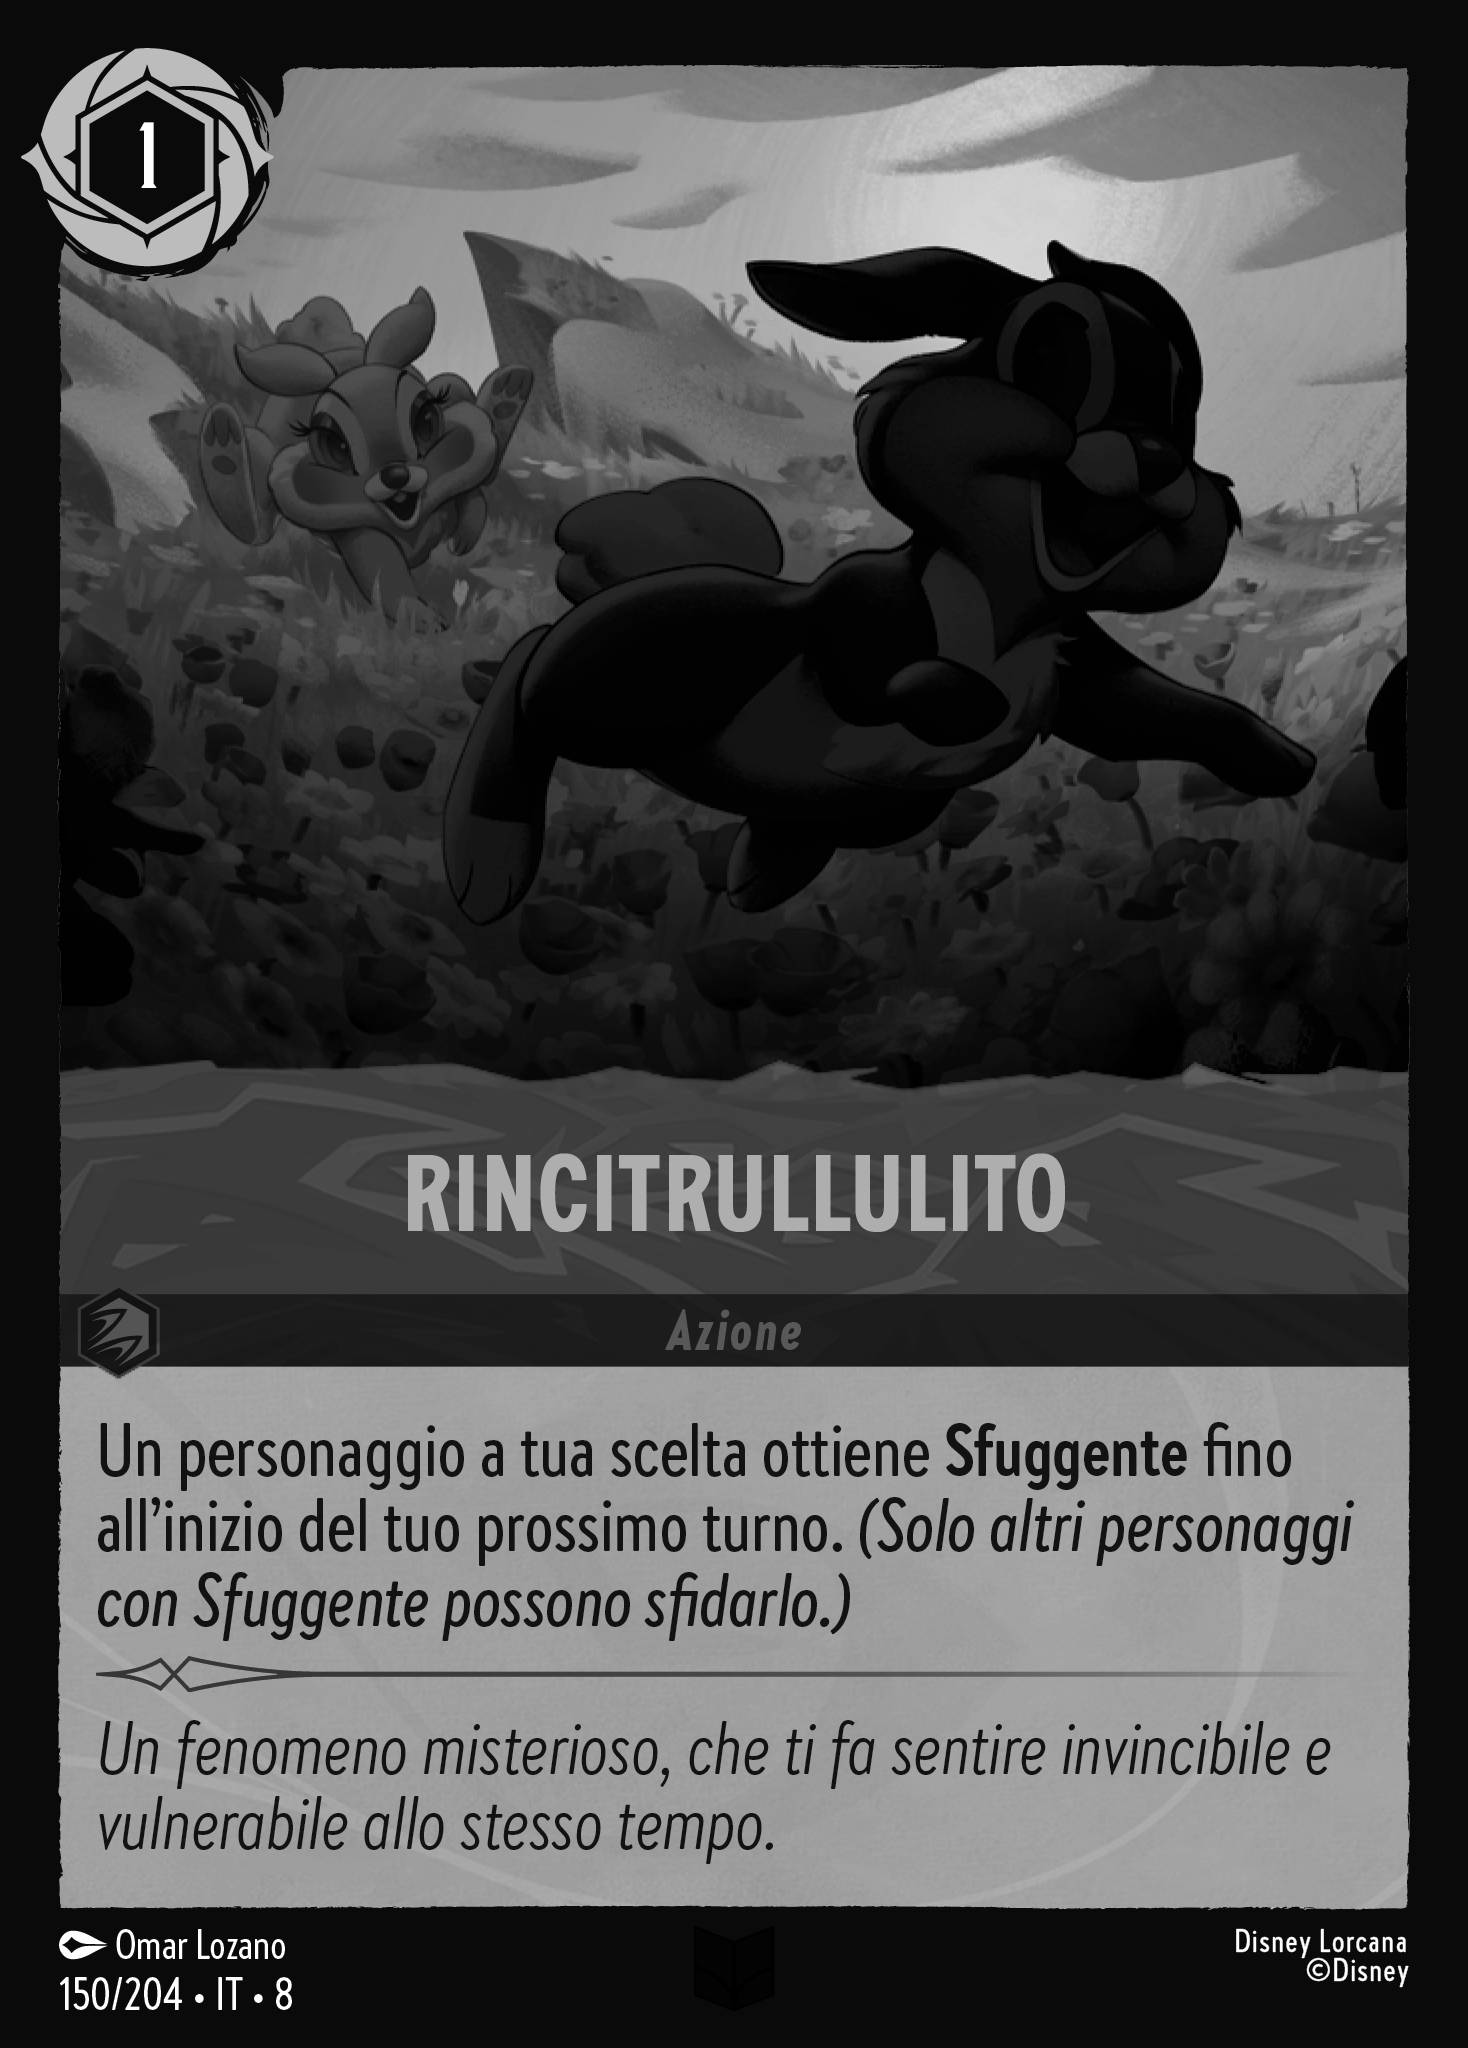 1
RINCITRULLULITO
Azione
Un personaggio a tua scelta ottiene Sfuggente fino
all’inizio del tuo prossimo turno. (Solo altri personaggi
con Sfuggente possono sfidarlo.)
Un fenomeno misterioso, che ti fa sentire invincibile e
vulnerabile allo stesso tempo.
Omar Lozano
Disney Lorcana
150/204 • IT • 8
©Disney